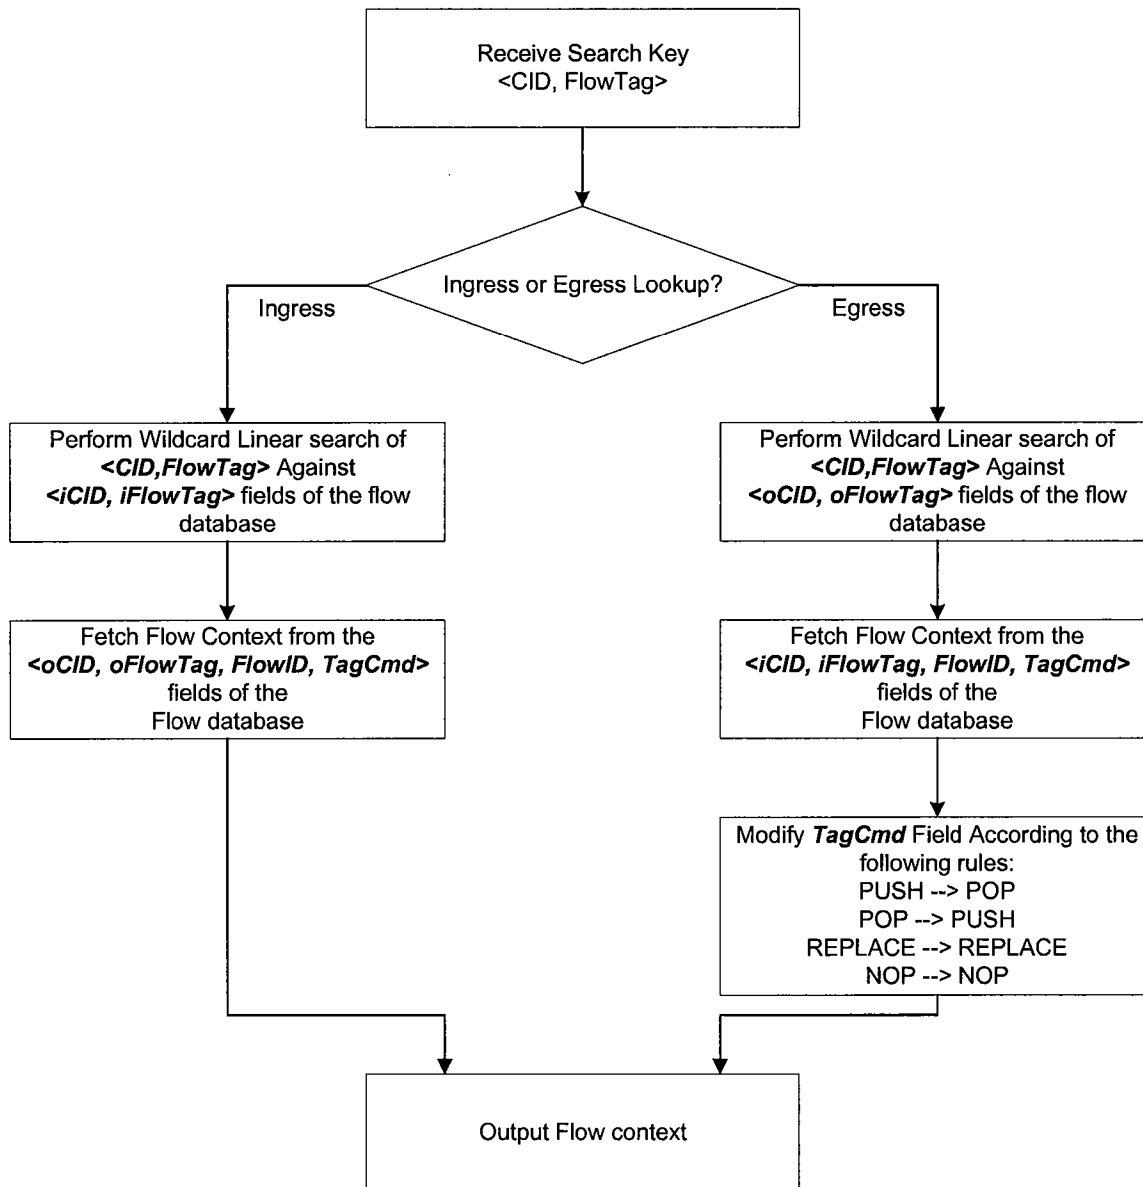 Receive Search Key
<CID, FlowTag>
Ingress or Egress Lookup?
Ingress
Egress
Perform Wildcard Linear search of
<CID,FlowTag> Against
<iCID, iFlowTag> fields of the flow
database
Perform Wildcard Linear search of
<CID,FlowTag> Against
<oCID, oFlowTag> fields of the flow
database
Fetch Flow Context from the
<oCID, oFlowTag, FlowID, TagCmd>
fields of the
Flow database
Fetch Flow Context from the
<iCID, iFlowTag, FlowID, TagCmd>
fields of the
Flow database
Modify TagCmd Field According to the
following rules:
PUSH --> POP
POP --> PUSH
REPLACE --> REPLACE
NOP --> NOP
Output Flow context